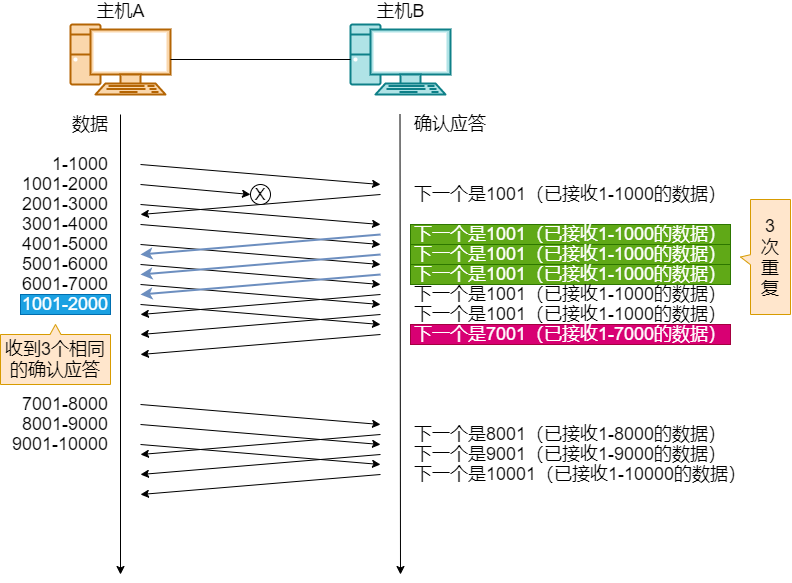 主机A
主机B
数据
确认应答
1-1000
1001-2000
2001-3000
3001-4000
4001-5000
5001-6000
6001-7000
1001-2000
X
下一个是1001（已接收1-1000的数据）
下一个是1001（已接收1-1000的数据）
下一个是1001（已接收1-1000的数据）
下一个是1001（已接收1-1000的数据）
下一个是1001（已接收1-1000的数据）
下一个是1001（已接收1-1000的数据）
下一个是7001（已接收1-7000的数据）
3
次
重
复
收到3个相同
的确认应答
7001-8000
8001-9000
9001-10000
下一个是8001（已接收1-8000的数据）
下一个是9001（已接收1-9000的数据）
下一个是10001（已接收1-10000的数据）